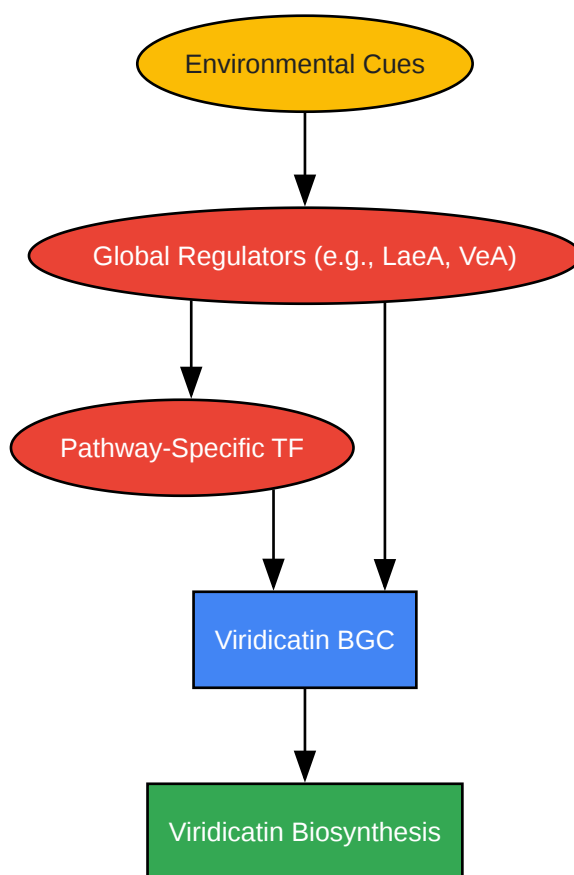 Environmental Cues
Global Regulators (e.g., LaeA, VeA)
Pathway-Specific TF
Viridicatin BGC
Viridicatin Biosynthesis